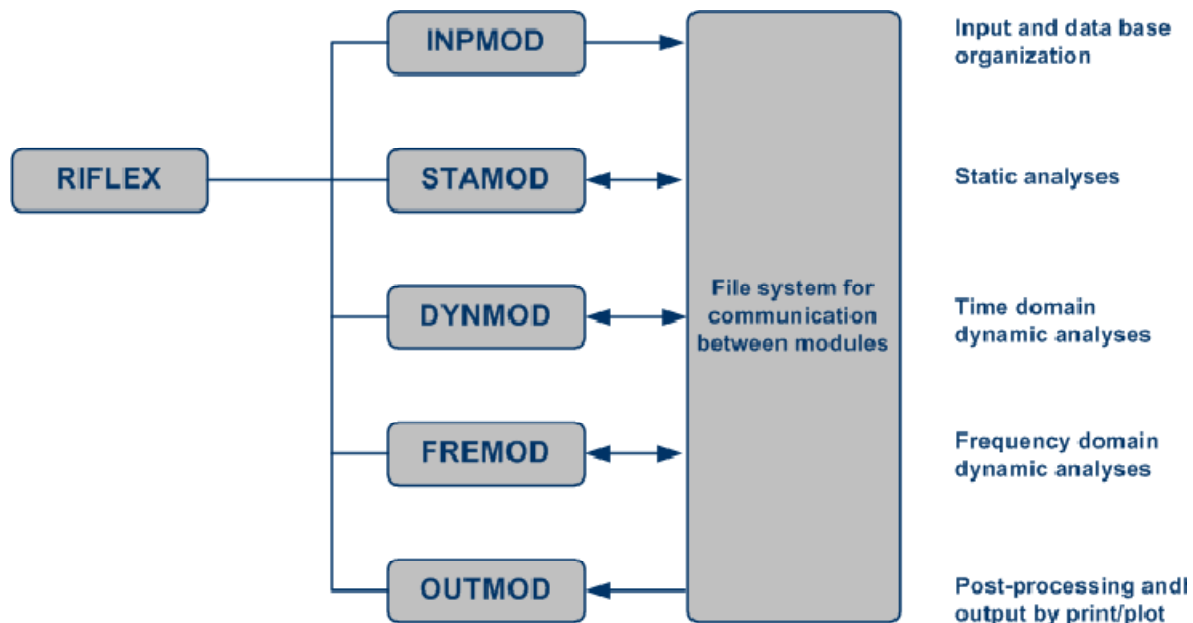 INPMOD
Input and data base
organization
RIFLEX
STAMOD
Static analyses
DYNMOD
File system for
communication
between modules
Time domain
dynamic analyses
FREMOD
Frequency domain
dynamic analyses
OUTMOD
Post-processing andl
output by print/plot